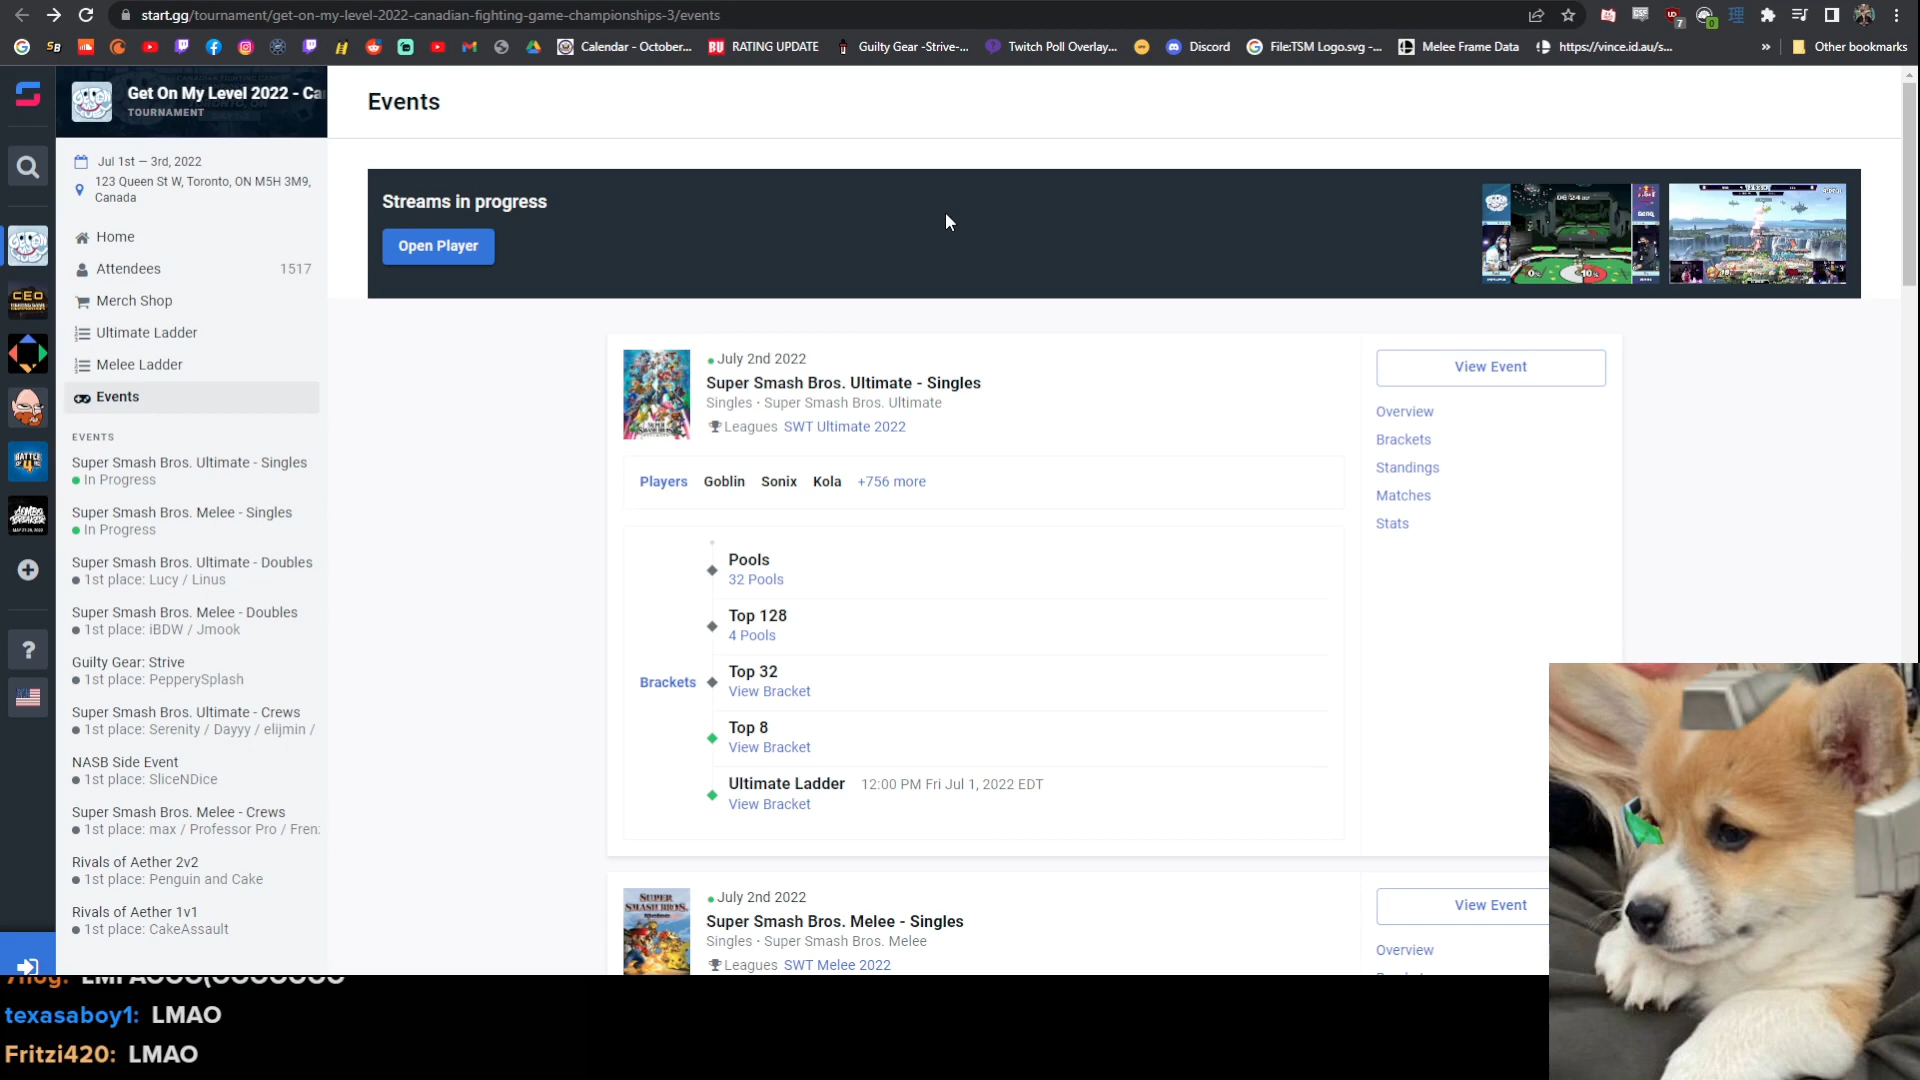 start.gg/tournament/get-on-my-level-2022-canadian-fighting-game-championships-3/events
Calendar - October...
RATING UPDATE
Guilty Gear -Strive-...
Twitch Poll Overlay...
Discord
File:TSM Logo.svg -...
Melee Frame Data
https://vince.id.au/s...
»
Other bookmarks
Get On My Level 2022 - Ca
TOURNAMENT
Jul 1st — 3rd, 2022
123 Queen St W, Toronto, ON M5H 3M9,
Canada
Home
Attendees 1517
Merch Shop
Ultimate Ladder
Melee Ladder
Events
EVENTS
Super Smash Bros. Ultimate - Singles
In Progress
Super Smash Bros. Melee - Singles
In Progress
Super Smash Bros. Ultimate - Doubles
1st place: Lucy / Linus
Super Smash Bros. Melee - Doubles
1st place: iBDW / Jmook
Guilty Gear: Strive
1st place: PepperySplash
Super Smash Bros. Ultimate - Crews
1st place: Serenity / Dayyy / elijmin /
NASB Side Event
1st place: SliceNDice
Super Smash Bros. Melee - Crews
1st place: max / Professor Pro / Fren
Rivals of Aether 2v2
1st place: Penguin and Cake
Rivals of Aether 1v1
1st place: CakeAssault
Events
Streams in progress
Open Player
July 2nd 2022
Super Smash Bros. Ultimate - Singles
Singles · Super Smash Bros. Ultimate
Leagues SWT Ultimate 2022
Players Goblin Sonix Kola +756 more
Brackets
Pools
32 Pools
Top 128
4 Pools
Top 32
View Bracket
Top 8
View Bracket
Ultimate Ladder 12:00 PM Fri Jul 1, 2022 EDT
View Bracket
View Event
Overview
Brackets
Standings
Matches
Stats
July 2nd 2022
Super Smash Bros. Melee - Singles
Singles · Super Smash Bros. Melee
Leagues SWT Melee 2022
View Event
Overview
texasaboy1: LMAO
Fritzi420: LMAO